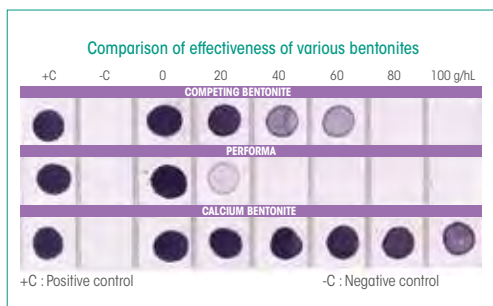 Comparison of effectiveness of various bentonites
+C -C 0 20 40 60 80 100 g/hL
COMPETING BENTONITE
PERFORMA
CALCIUM BENTONITE
+C : Positive control -C : Negative control